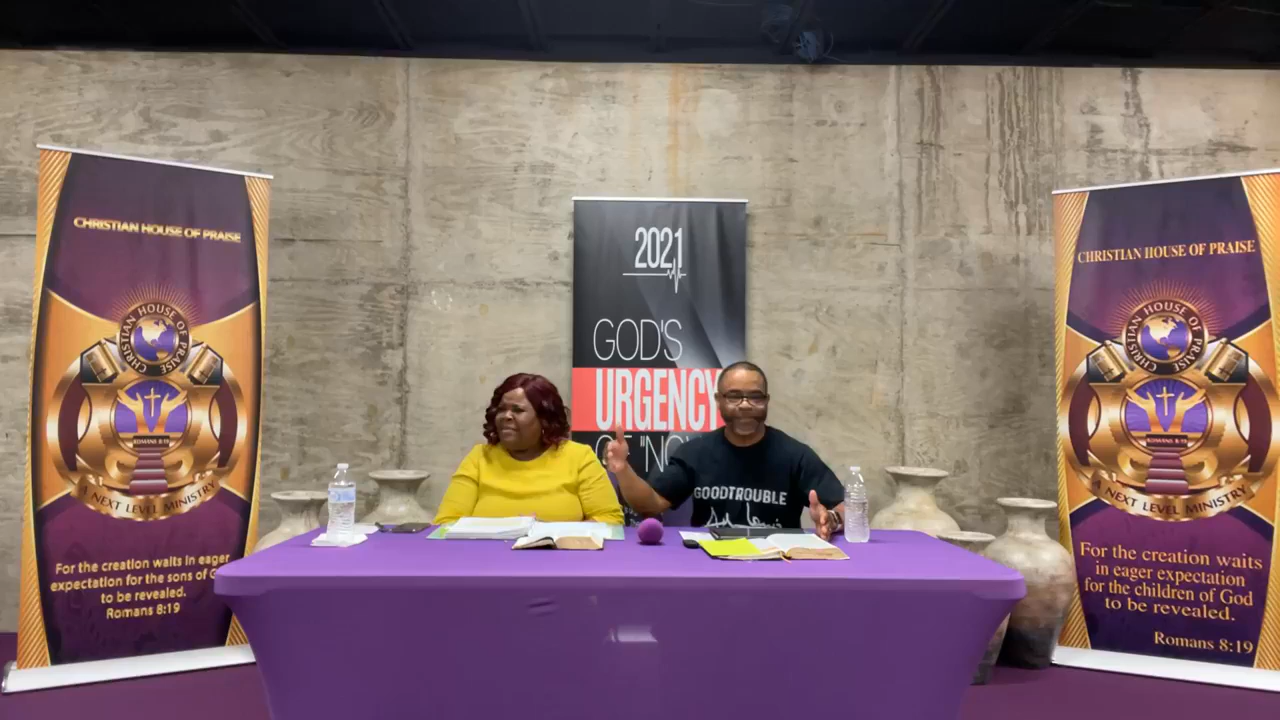 CHRISTIAN HOUSE OF PRAISE
CHRISTIAN HOUSE OF PRAISE
ROMANS 8:19
A NEXT LEVEL MINISTRY
For the creation waits in eager
expectation for the sons of
to be revealed.
Romans 8:19
2021
GOD'S
URGENCY
OF "NO
GOODTROUBLE
CHRISTIAN HOUSE OF PRAISE
CHRISTIAN HOUSE OF PRAISE
ROMANS 8:19
A NEXT LEVEL MINISTRY
For the creation waits
in eager expectation
for the children of God
to be revealed.
Romans 8:19